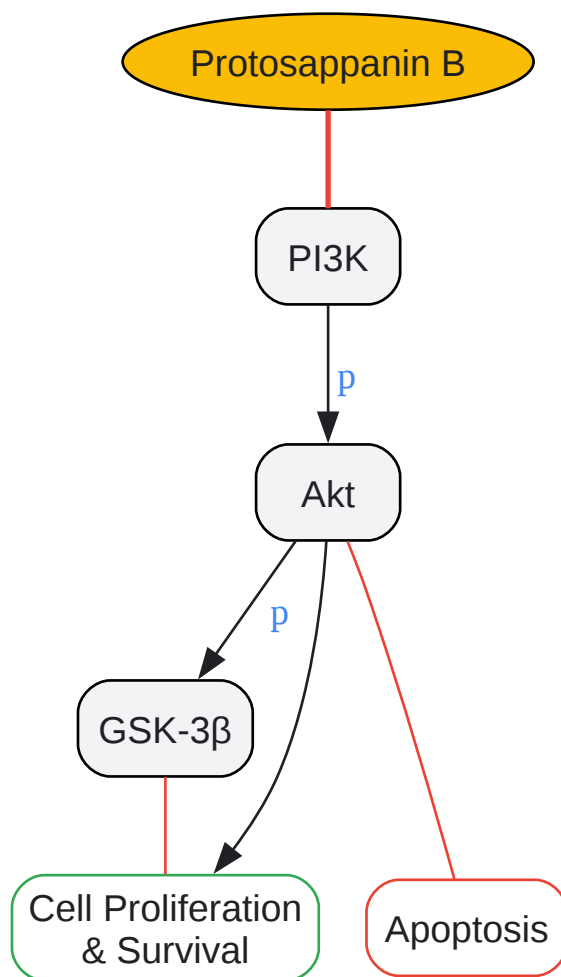 Protosappanin B
PI3K
p
Akt
p
GSK-3β
Cell Proliferation
& Survival
Apoptosis